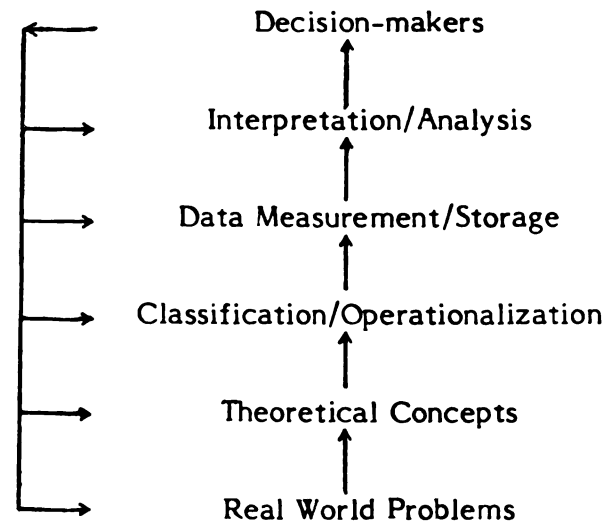 Decision-makers
Interpretation/Analysis
Data Measurement/Storage
Classification/Operationalization
Theoretical Concepts
Real World Problems